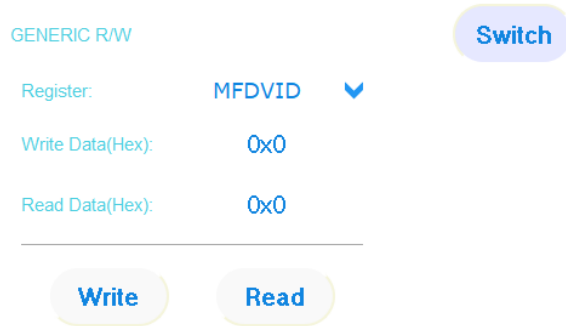 GENERIC R/W
Switch
Register: MFDVID
Write Data(Hex): 0x0
Read Data(Hex): 0x0
Write Read